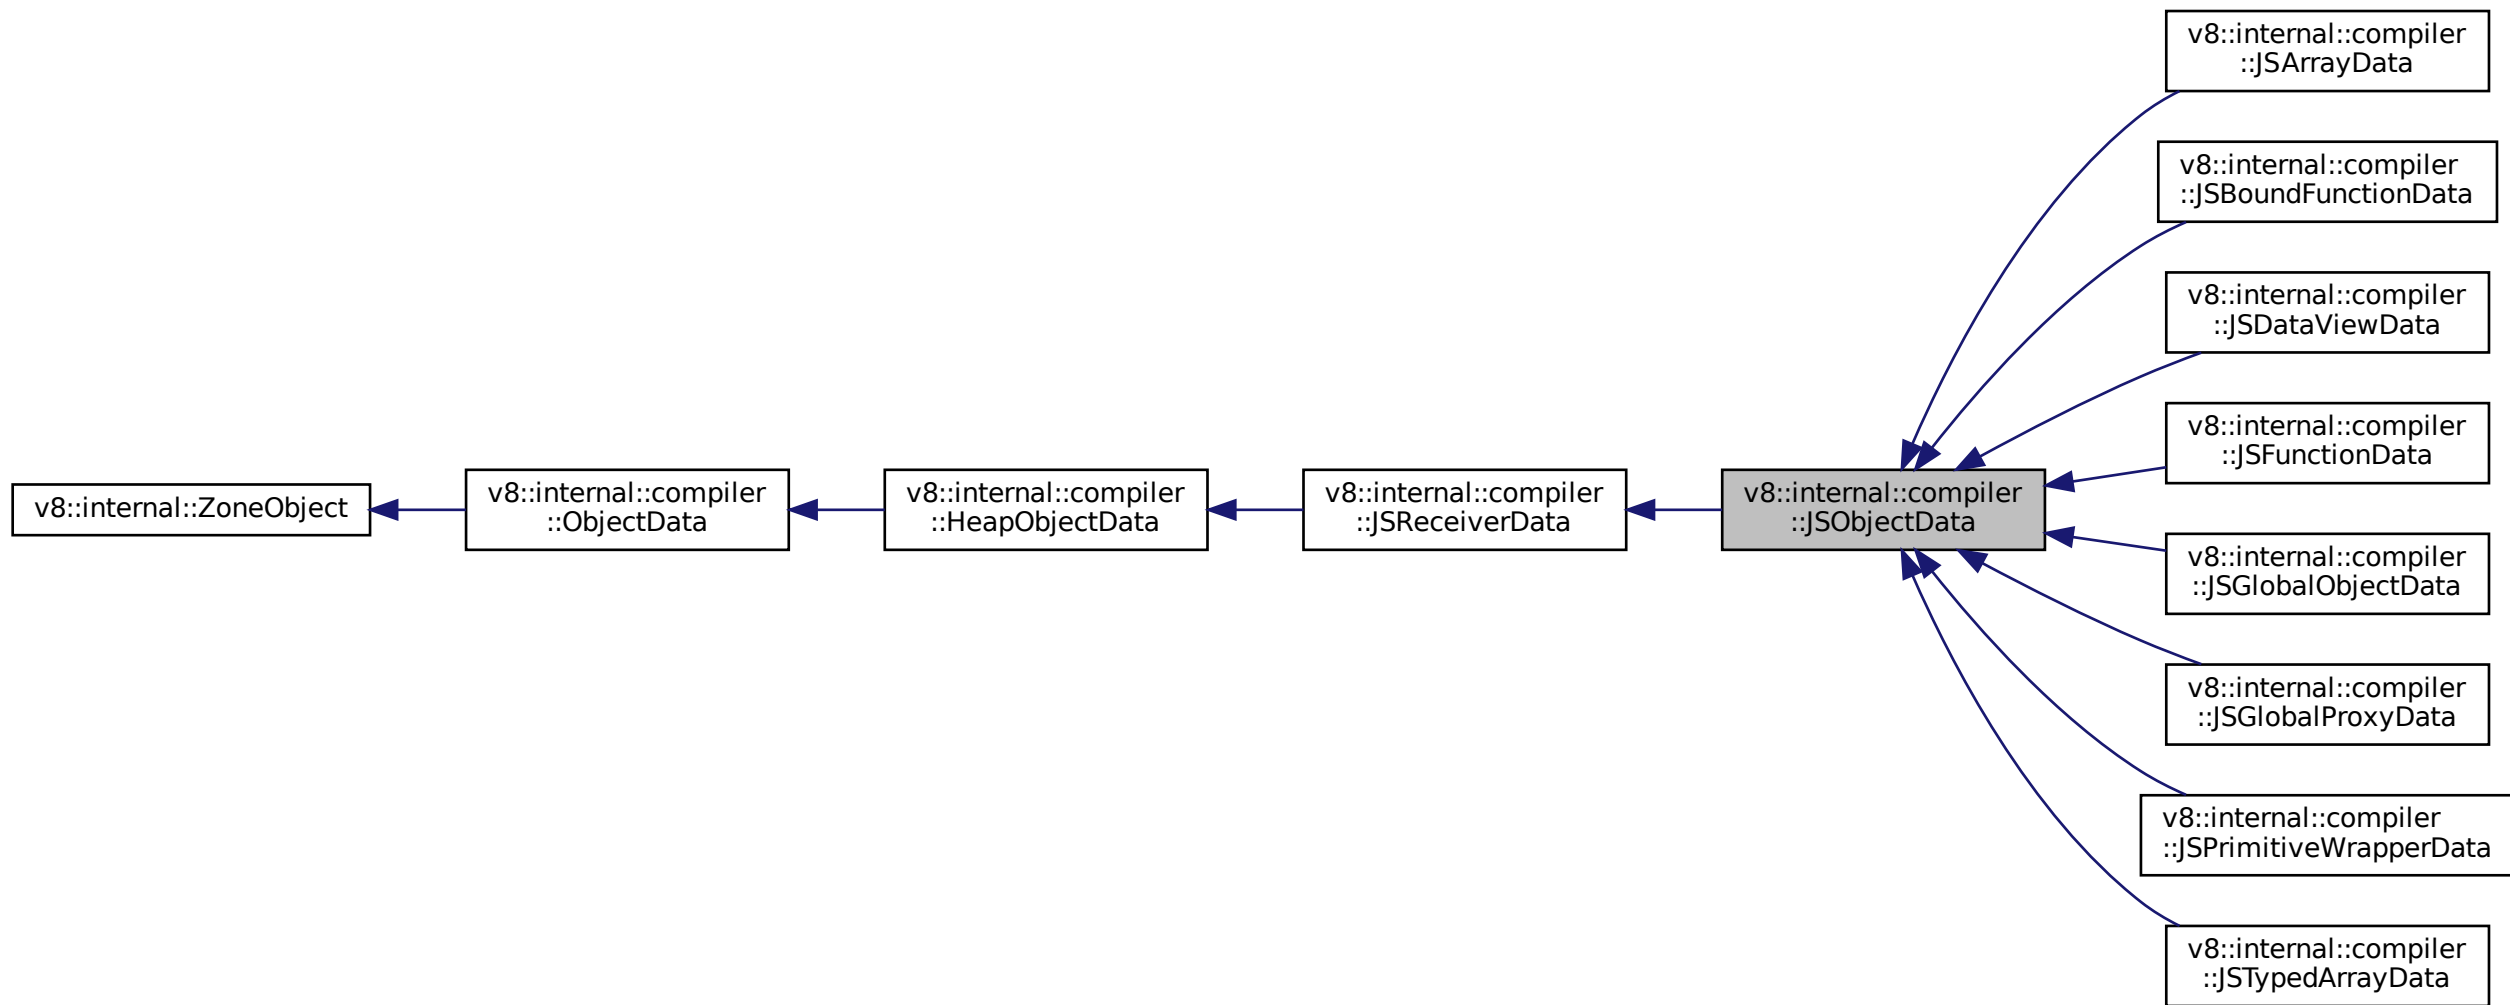 v8::internal::ZoneObject
v8::internal::compiler
::ObjectData
v8::internal::compiler
::HeapObjectData
v8::internal::compiler
::JSReceiverData
v8::internal::compiler
::JSObjectData
v8::internal::compiler
::JSArrayData
v8::internal::compiler
::JSBoundFunctionData
v8::internal::compiler
::JSDataViewData
v8::internal::compiler
::JSFunctionData
v8::internal::compiler
::JSGlobalObjectData
v8::internal::compiler
::JSGlobalProxyData
v8::internal::compiler
::JSPrimitiveWrapperData
v8::internal::compiler
::JSTypedArrayData